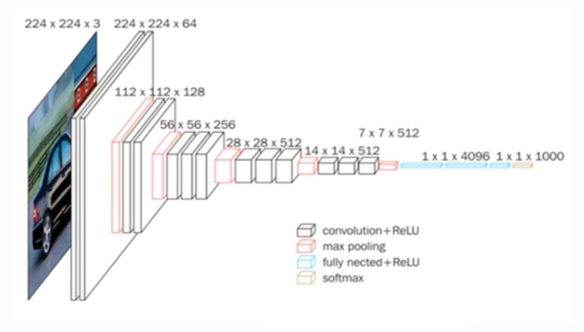 224 x 224 x 3
224 x 224 x 64
112 x 112 x 128
56 x 56 x 256
28 x 28 x 512
14 x 14 x 512
7 x 7 x 512
1 x 1 x 4096
1 x 1 x 1000
convolution+ReLU
max pooling
fully nected+ReLU
softmax